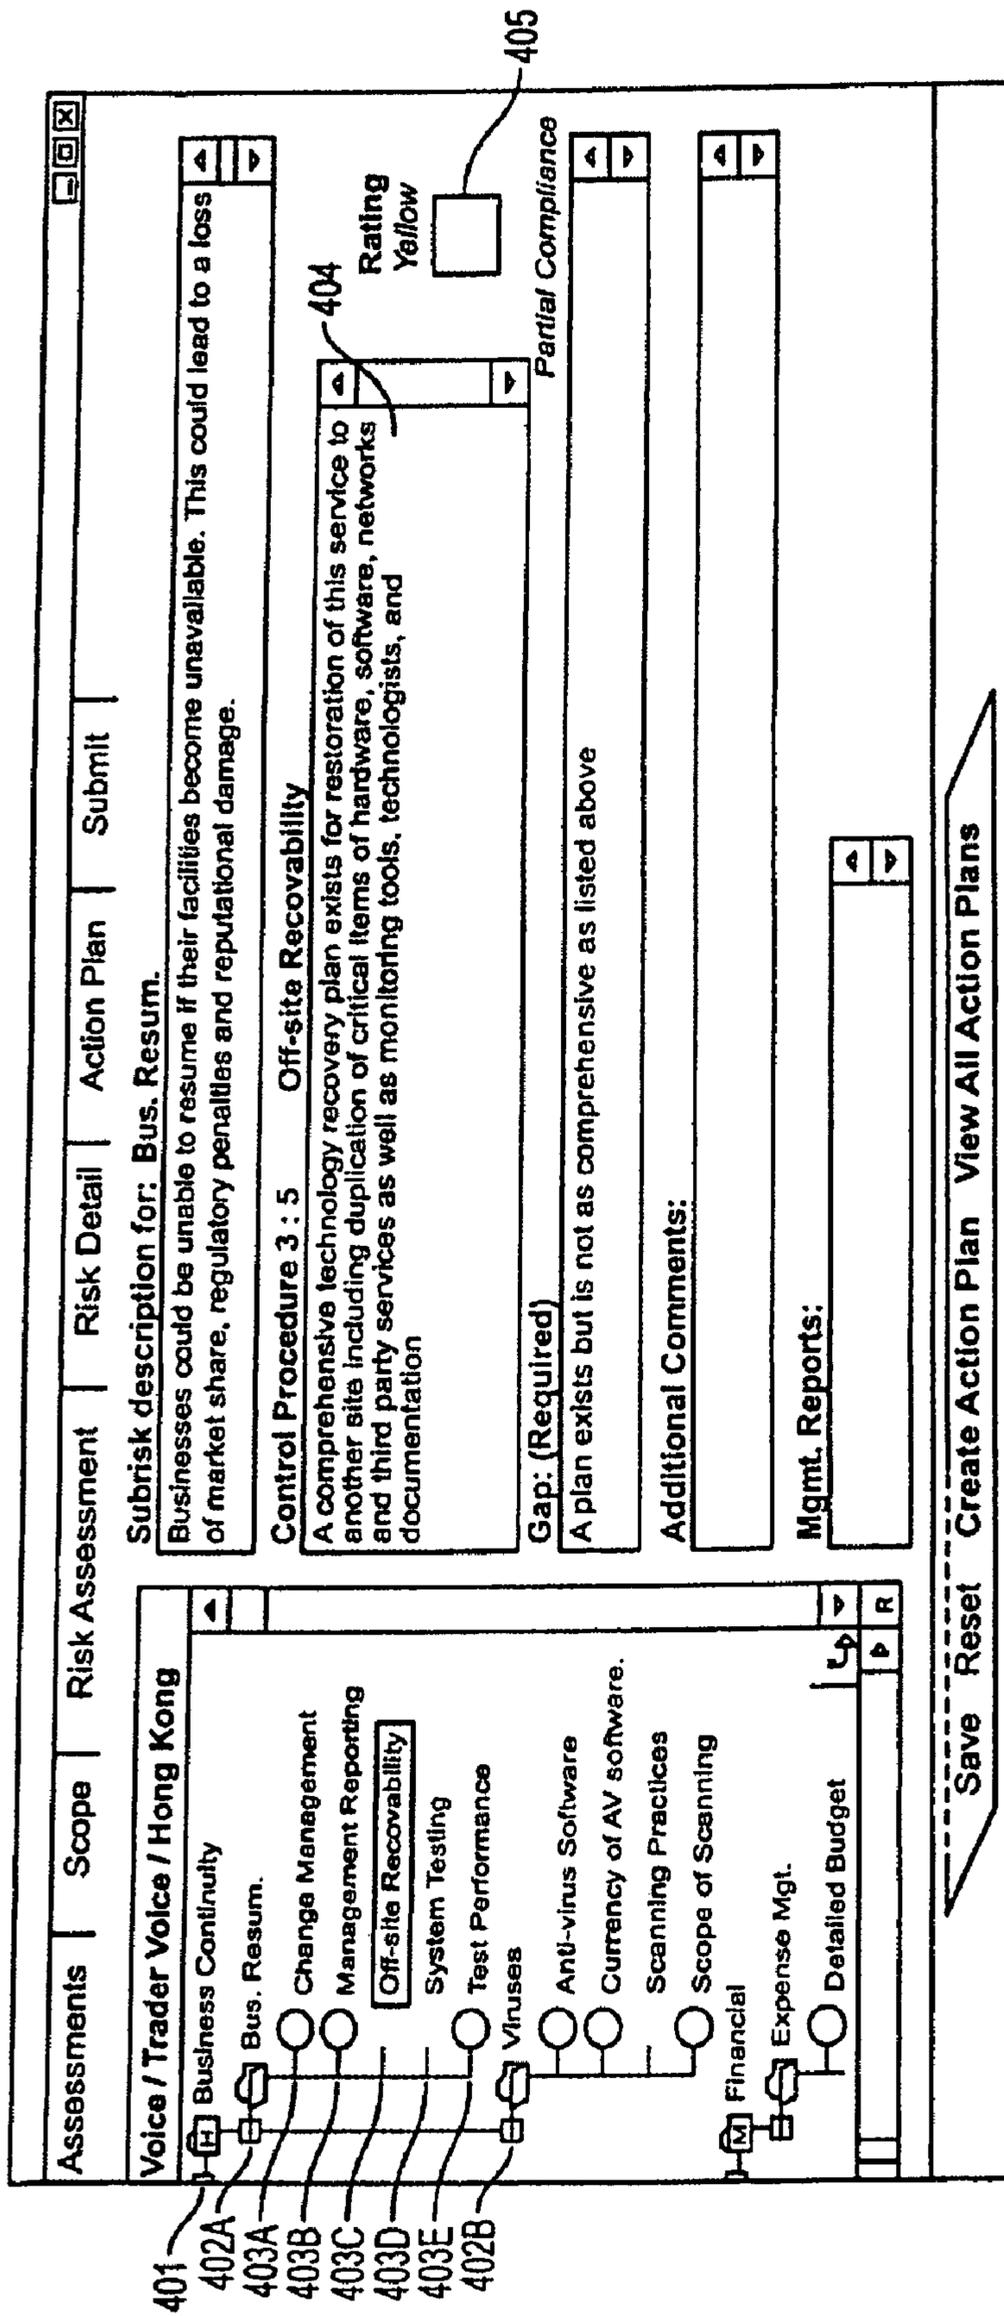 Assessments
Scope
Risk Assessment
Risk Detail
Action Plan
Submit
Voice / Trader Voice / Hong Kong
H Business Continuity
Bus. Resum.
Change Management
Management Reporting
Off-site Recovability
System Testing
Test Performance
Viruses
Anti-virus Software
Currency of AV software.
Scanning Practices
Scope of Scanning
M Financial
Expense Mgt.
Detailed Budget
R
401
402A
403A
403B
403C
403D
403E
402B
Subrisk description for: Bus. Resum.
Businesses could be unable to resume if their facilities become unavailable. This could lead to a loss
of market share, regulatory penalties and reputational damage.
Control Procedure 3 : 5 Off-site Recovability
A comprehensive technology recovery plan exists for restoration of this service to
another site including duplication of critical items of hardware, software, networks
and third party services as well as monitoring tools, technologists, and
documentation
404
Rating
Yellow
405
Partial Compliance
Gap: (Required)
A plan exists but is not as comprehensive as listed above
Additional Comments:
Mgmt. Reports:
Save Reset Create Action Plan View All Action Plans